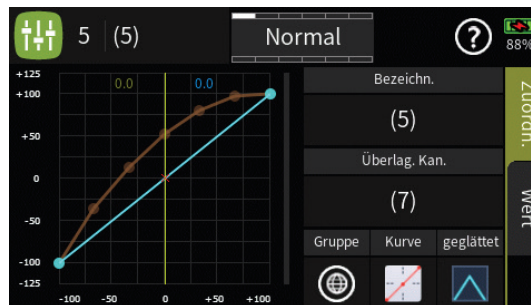 5 (5)
Normal
?
88%
+125
+100
+50
0
-50
-100
-125
0.0 0.0
-100 -50 0 +50 +100
Bezeichn.
(5)
Überlag. Kan.
(7)
Gruppe Kurve geglättet
Zuordn.
Wert